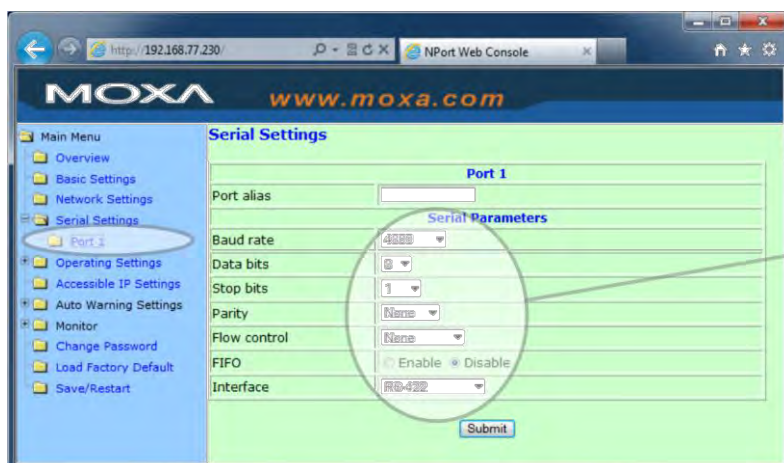 http://192.168.77.230/
NPort Web Console
MOXA www.moxa.com
Main Menu
Overview
Basic Settings
Network Settings
Serial Settings
Port 1
Operating Settings
Accessible IP Settings
Auto Warning Settings
Monitor
Change Password
Load Factory Default
Save/Restart
Serial Settings
Port 1
Port alias
Serial Parameters
Baud rate 4800
Data bits 8
Stop bits 1
Parity None
Flow control None
FIFO Enable Disable
Interface RS-422
Submit